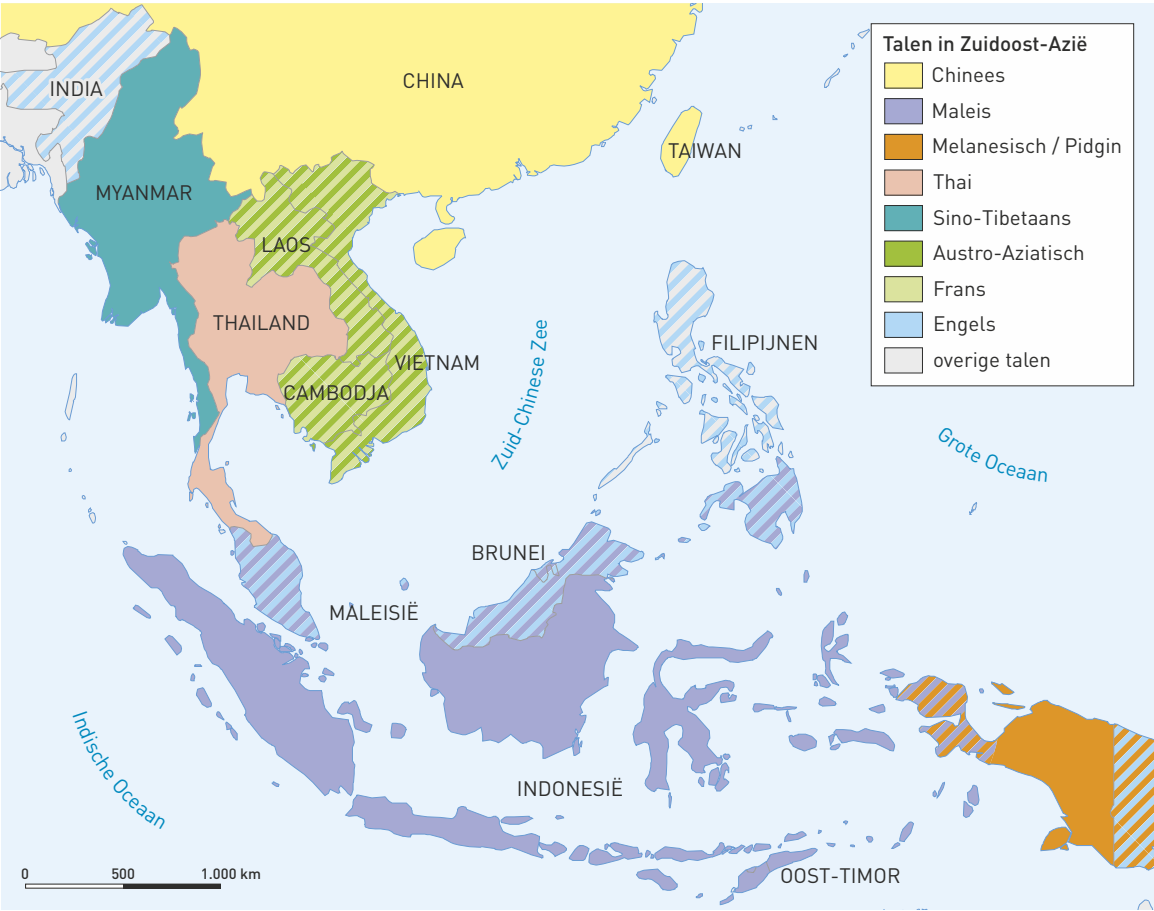 Talen in Zuidoost-Azië
Chinees
Maleis
Melanesisch / Pidgin
Thai
Sino-Tibetaans
Austro-Aziatisch
Frans
Engels
overige talen
INDIA
CHINA
TAIWAN
MYANMAR
LAOS
THAILAND
VIETNAM
CAMBODJA
FILIPIJNEN
Zuid-Chinese Zee
Grote Oceaan
BRUNEI
MALEISIË
Indische Oceaan
INDONESIË
OOST-TIMOR
0 500 1.000 km